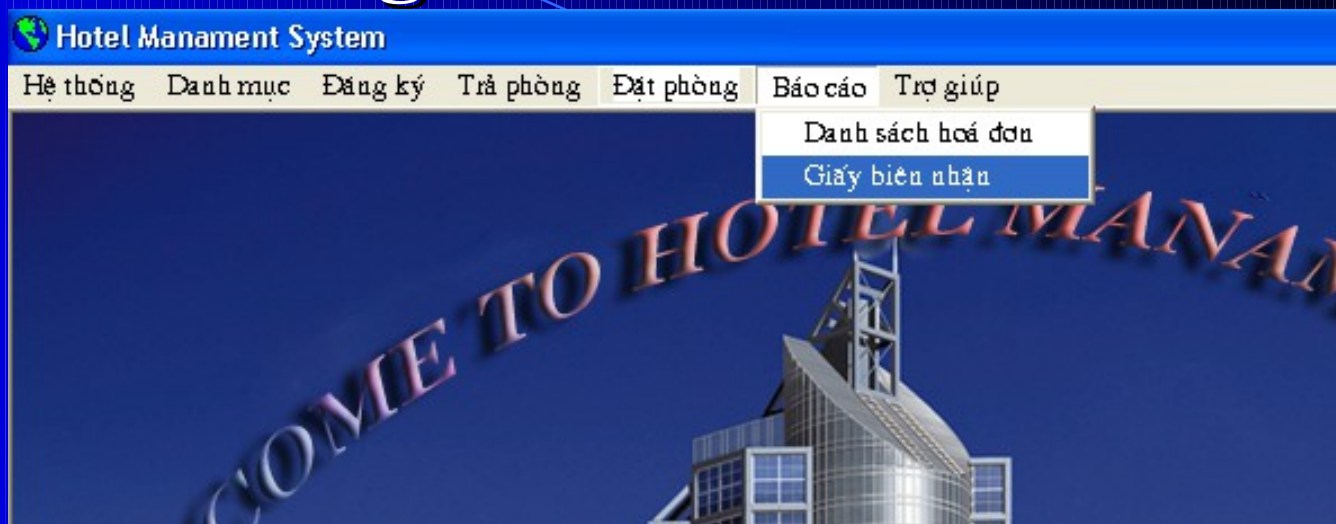 Hotel Manament System
Hệ thống Danh mục Đăng ký Trả phòng Đặt phòng Báo cáo Trợ giúp
Danh sách hoá đơn
Giấy biên nhận
COME TO HOTEL MANAM